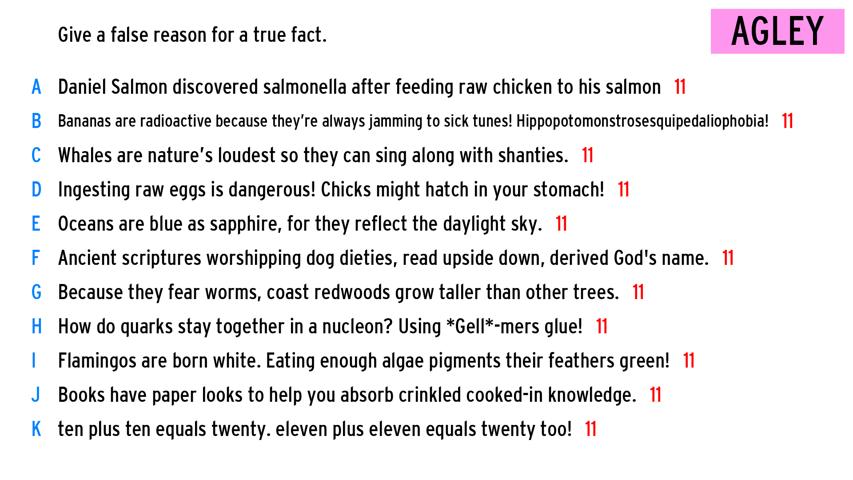 Give a false reason for a true fact.
AGLEY
A Daniel Salmon discovered salmonella after feeding raw chicken to his salmon 11
B Bananas are radioactive because they're always jamming to sick tunes! Hippopotomonstrosesquipedaliophobia! 11
C Whales are nature's loudest so they can sing along with shanties. 11
D Ingesting raw eggs is dangerous! Chicks might hatch in your stomach! 11
E Oceans are blue as sapphire, for they reflect the daylight sky. 11
F Ancient scriptures worshipping dog dieties, read upside down, derived God's name. 11
G Because they fear worms, coast redwoods grow taller than other trees. 11
H How do quarks stay together in a nucleon? Using *Gell*-mers glue! 11
I Flamingos are born white. Eating enough algae pigments their feathers green! 11
J Books have paper looks to help you absorb crinkled cooked-in knowledge. 11
K ten plus ten equals twenty. eleven plus eleven equals twenty too! 11